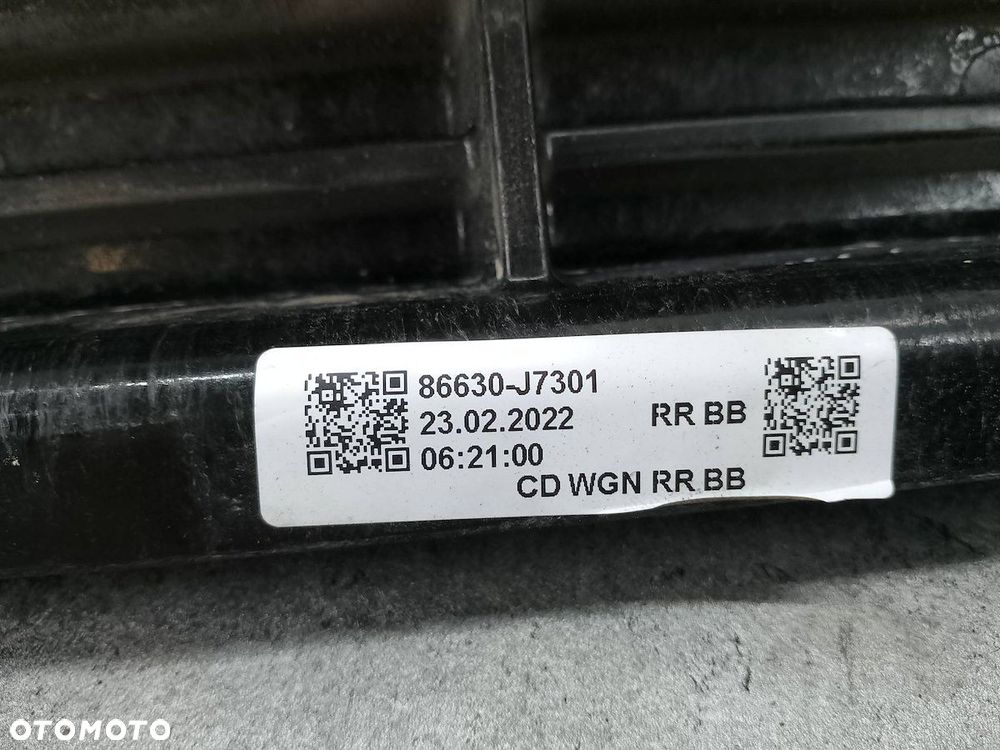 86630-J7301
23.02.2022 RR BB
06:21:00
CD WGN RR BB
OTOMOTO